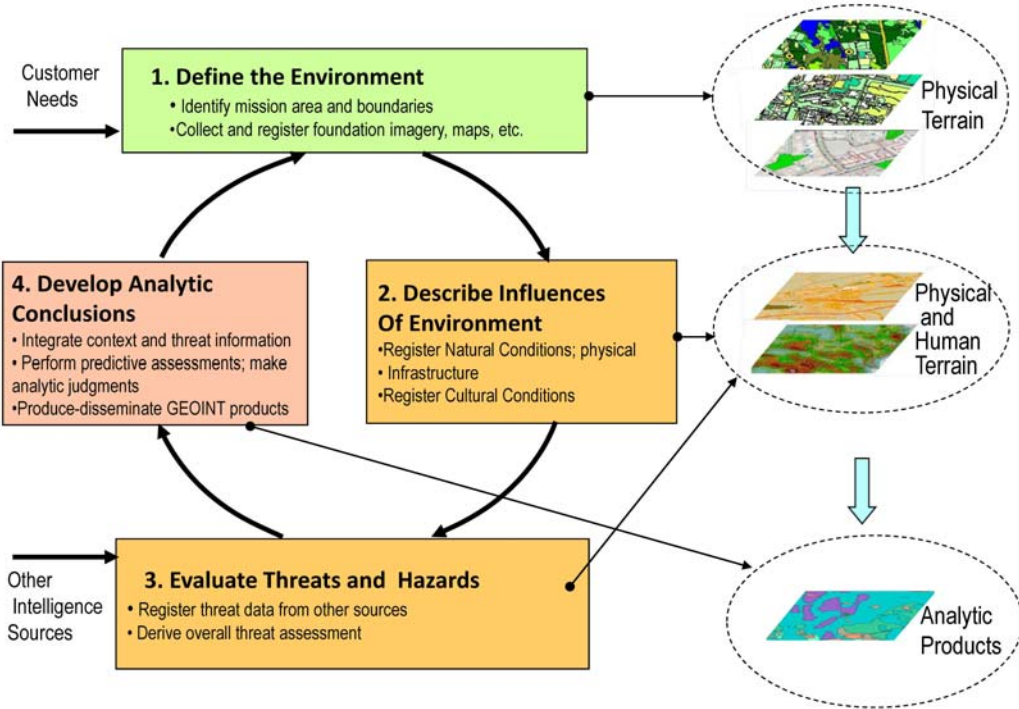 Customer
Needs
1. Define the Environment
• Identify mission area and boundaries
•Collect and register foundation imagery, maps, etc.
Physical
Terrain
4. Develop Analytic
Conclusions
• Integrate context and threat information
• Perform predictive assessments; make
analytic judgments
•Produce-disseminate GEOINT products
2. Describe Influences
Of Environment
•Register Natural Conditions; physical
• Infrastructure
•Register Cultural Conditions
Physical
and
Human
Terrain
Other
Intelligence
Sources
3. Evaluate Threats and Hazards
• Register threat data from other sources
• Derive overall threat assessment
Analytic
Products